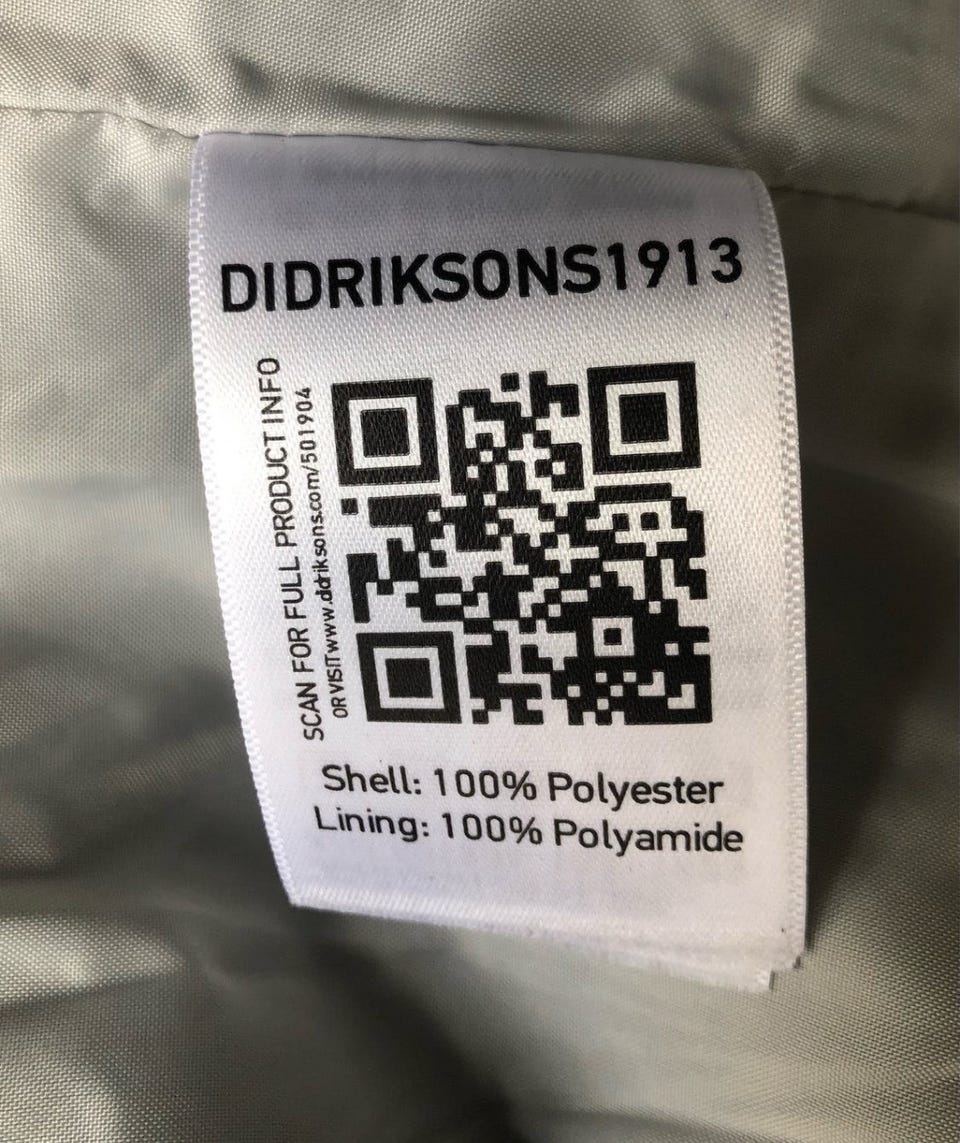 DIDRIKSONS1913
SCAN FOR FULL PRODUCT INFO
OR VISIT www.didriksons.com/501904
Shell: 100% Polyester
Lining: 100% Polyamide